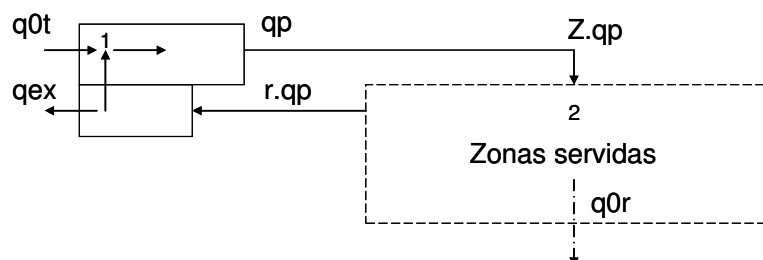 q0t
1
qp
Z.qp
qex
r.qp
2
Zonas servidas
q0r